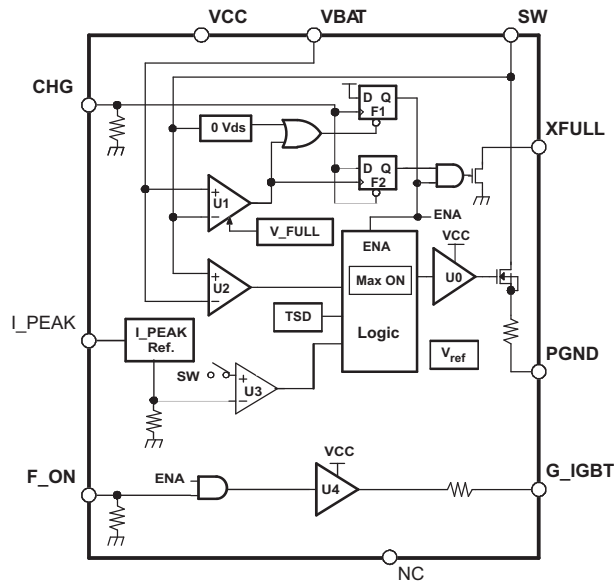 VCC
VBAT
SW
CHG
D Q
F1
0 Vds
XFULL
D Q
F2
+
U1
−
ENA
V_FULL
ENA
VCC
Max ON
U0
+
U2
−
I_PEAK
TSD
I_PEAK
Ref.
Logic
Vref
SW
+
U3
−
PGND
F_ON
ENA
VCC
U4
G_IGBT
NC